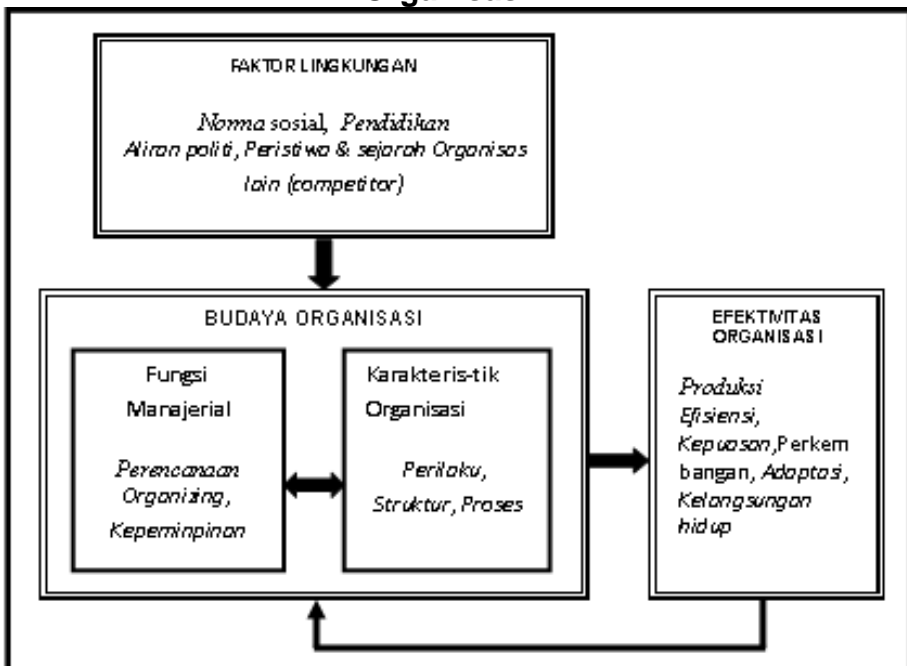 FAKTOR LINGKUNGAN
Norma sosial, Pendidikan
Aliran politi, Peristiwa & sejarah Organisas
lain (competitor)
BUDAYA ORGANISASI
Fungsi
Manajerial
Perencanaan
Organizing,
Kepeminpinan
Karakteris-tik
Organisasi
Perilaku,
Struktur, Proses
EFEKTIVITAS
ORGANISASI
Produksi
Efisiensi,
Kepuasan,Perkem
bangan, Adaptasi,
Kelangsungan
hidup